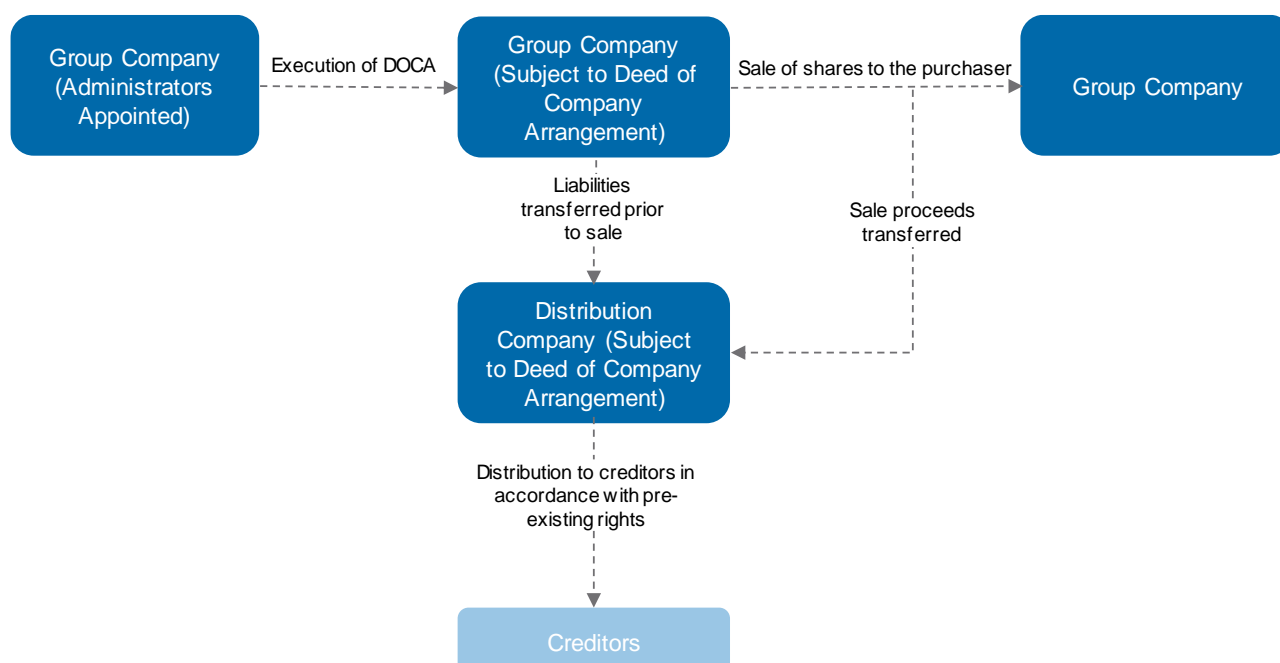 Group Company
(Administrators
Appointed)
Execution of DOCA
Group Company
(Subject to Deed of
Company
Arrangement)
Sale of shares to the purchaser
Group Company
Liabilities
transferred prior
to sale
Sale proceeds
transferred
Distribution
Company (Subject
to Deed of Company
Arrangement)
Distribution to creditors in
accordance with pre-
existing rights
Creditors